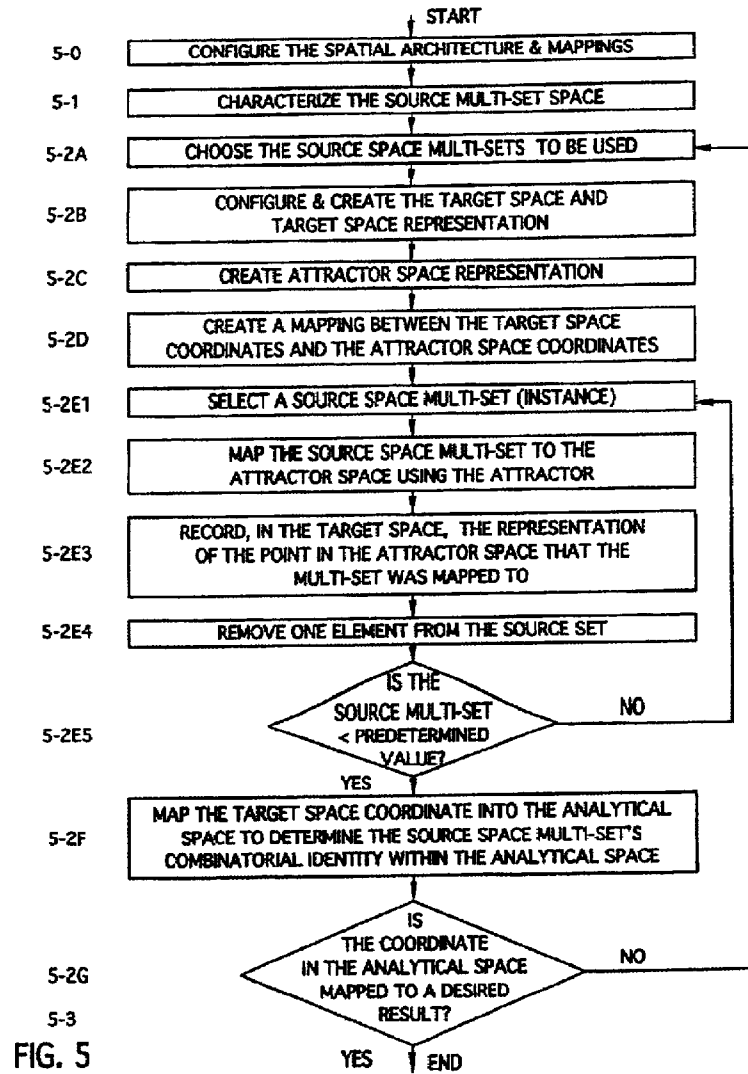 START
5-0
CONFIGURE THE SPATIAL ARCHITECTURE & MAPPINGS
5-1
CHARACTERIZE THE SOURCE MULTI-SET SPACE
5-2A
CHOOSE THE SOURCE SPACE MULTI-SETS TO BE USED
5-2B
CONFIGURE & CREATE THE TARGET SPACE AND
TARGET SPACE REPRESENTATION
5-2C
CREATE ATTRACTOR SPACE REPRESENTATION
5-2D
CREATE A MAPPING BETWEEN THE TARGET SPACE
COORDINATES AND THE ATTRACTOR SPACE COORDINATES
5-2E1
SELECT A SOURCE SPACE MULTI-SET (INSTANCE)
5-2E2
MAP THE SOURCE SPACE MULTI-SET TO THE
ATTRACTOR SPACE USING THE ATTRACTOR
5-2E3
RECORD, IN THE TARGET SPACE, THE REPRESENTATION
OF THE POINT IN THE ATTRACTOR SPACE THAT THE
MULTI-SET WAS MAPPED TO
5-2E4
REMOVE ONE ELEMENT FROM THE SOURCE SET
5-2E5
IS THE
SOURCE MULTI-SET
< PREDETERMINED
VALUE?
NO
YES
5-2F
MAP THE TARGET SPACE COORDINATE INTO THE ANALYTICAL
SPACE TO DETERMINE THE SOURCE SPACE MULTI-SET'S
COMBINATORIAL IDENTITY WITHIN THE ANALYTICAL SPACE
5-2G
IS
THE COORDINATE
IN THE ANALYTICAL SPACE
MAPPED TO A DESIRED
RESULT?
NO
5-3
YES
END
FIG. 5